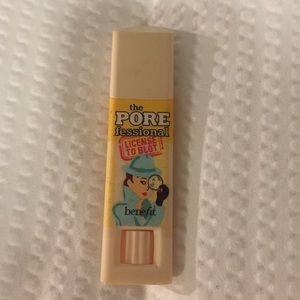 the
PORE
fessional
LICENSE
TO BLOT
benefit